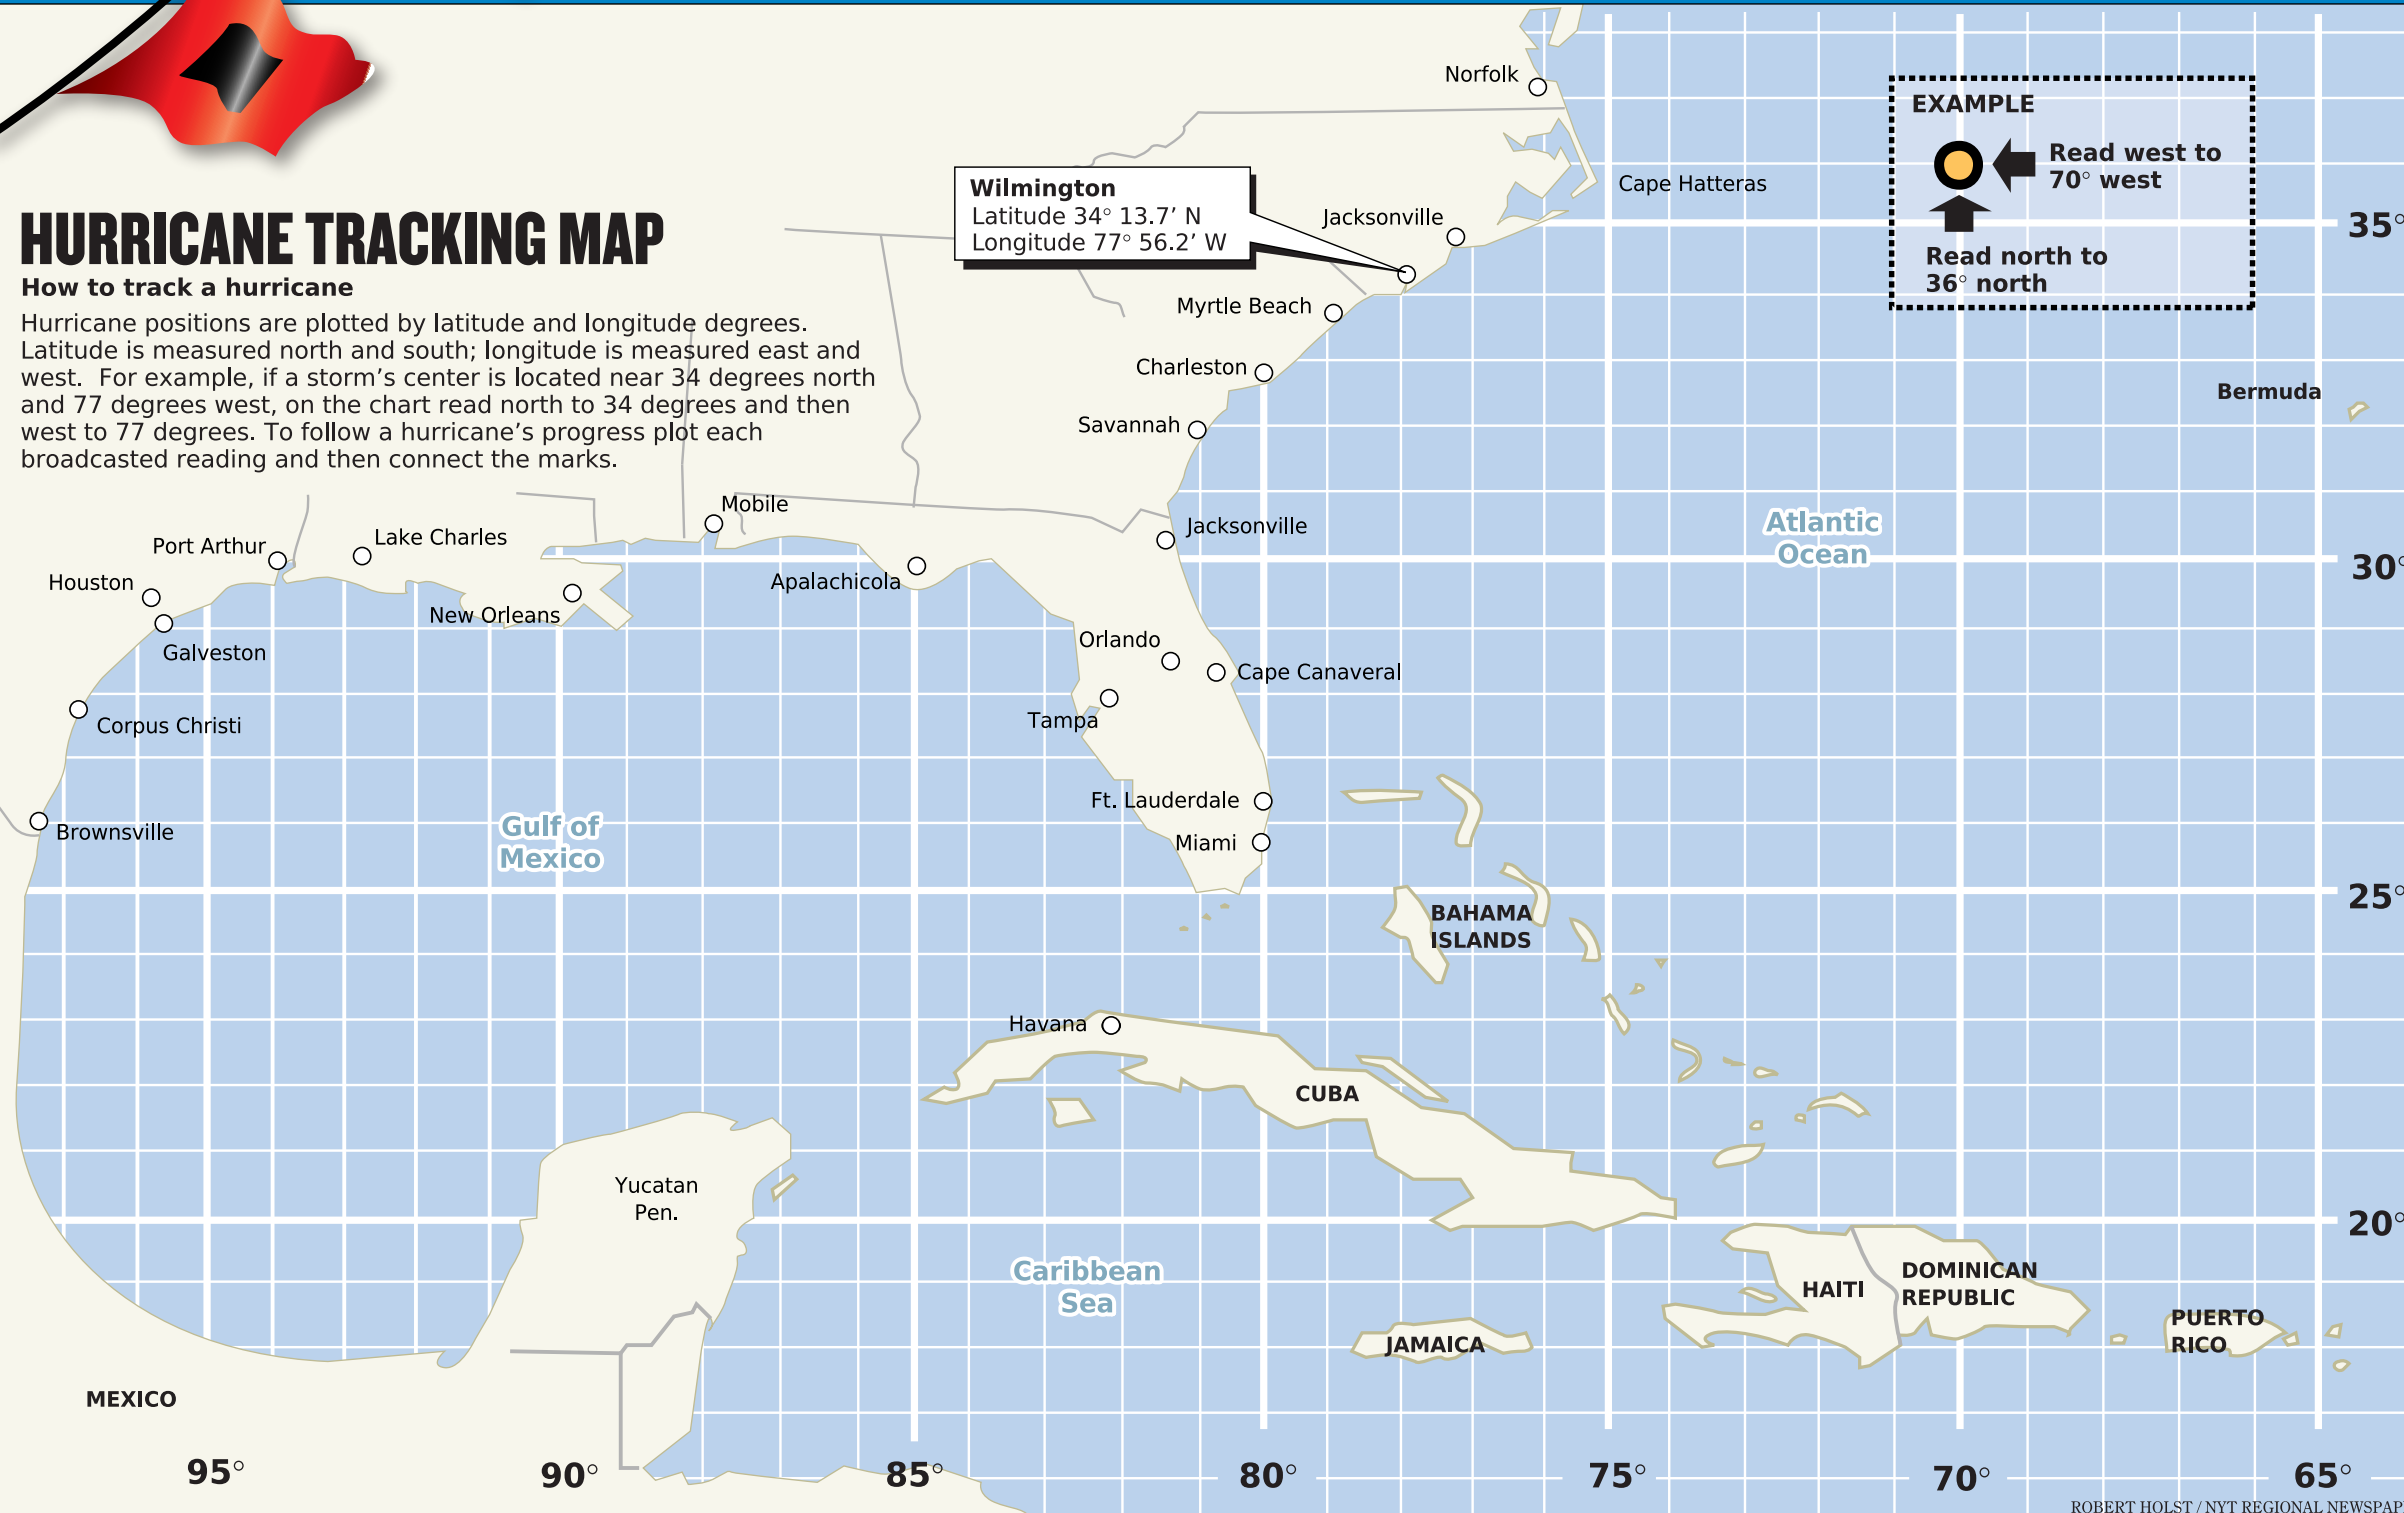 HURRICANE TRACKING MAP
How to track a hurricane
Hurricane positions are plotted by latitude and longitude degrees.
Latitude is measured north and south; longitude is measured east and
west.  For example, if a storm’s center is located near 34 degrees north
and 77 degrees west, on the chart read north to 34 degrees and then
west to 77 degrees. To follow a hurricane’s progress plot each
broadcasted reading and then connect the marks.
Wilmington
Latitude 34° 13.7’ N
Longitude 77° 56.2’ W
EXAMPLE
Read west to
70° west
Read north to
36° north
Norfolk
Cape Hatteras
Jacksonville
Myrtle Beach
Charleston
Savannah
Bermuda
Mobile
Jacksonville
Lake Charles
Port Arthur
Houston
Apalachicola
New Orleans
Galveston
Orlando
Cape Canaveral
Tampa
Corpus Christi
Ft. Lauderdale
Miami
Brownsville
Atlantic
Ocean
Gulf of
Mexico
BAHAMA
ISLANDS
Havana
CUBA
Yucatan
Pen.
Caribbean
Sea
JAMAICA
HAITI
DOMINICAN
REPUBLIC
PUERTO
RICO
MEXICO
35°
30°
25°
20°
95°
90°
85°
80°
75°
70°
65°
ROBERT HOLST / NYT REGIONAL NEWSPAP